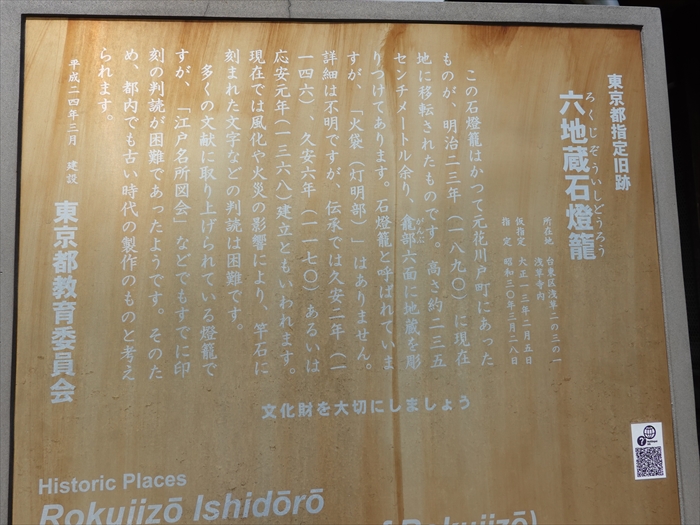 東京都指定旧跡
ろくじぞういしどうろう
六地蔵石燈籠
所在地 台東区浅草二の三の一
浅草寺内
仮指定 大正一三年二月五日
指定 昭和三〇年三月二八日
この石燈籠はかつて元花川戸町にあった
ものが、明治二三年(一八九〇)に現在
地に移転されたものです。高さ約二三五
センチメートル余り、龕部六面に地蔵を彫
りつけてあります。石燈籠と呼ばれていま
すが、「火袋(灯明部)」はありません。
詳細は不明ですが、伝承では久安二年(一
一四六)、久安六年(一一七〇)あるいは
応安元年(一三六八)建立ともいわれます。
現在では風化や火災の影響により、竿石に
刻まれた文字などの判読は困難です。
多くの文献に取り上げられている燈籠で
すが、「江戸名所図会」などでもすでに印
刻の判読が困難であったようです。そのた
め、都内でも古い時代の製作のものと考え
られます。
平成二四年三月 建設
東京都教育委員会
文化財を大切にしましょう
Historic Places
Rokujizō Ishidōrō
of Rokujizō)